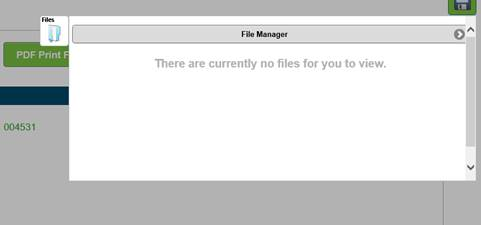 Files
File Manager
PDF Print F
There are currently no files for you to view.
004531